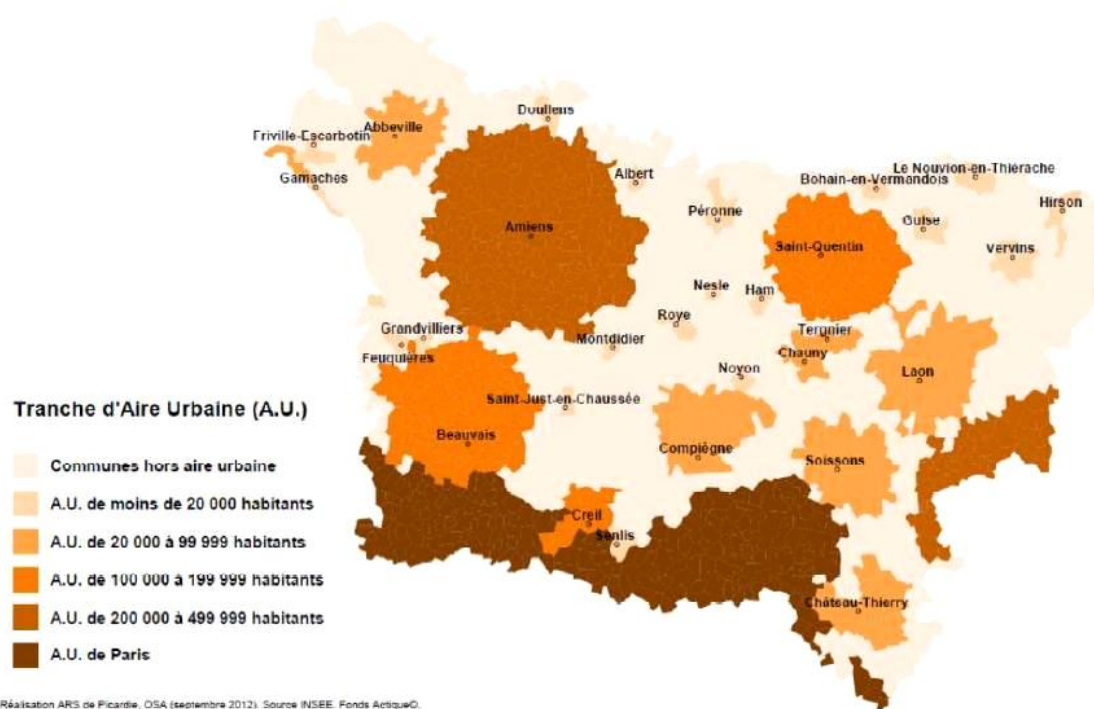 Doullens
Abbeville
Friville-Escarbotin
Gamaches
Albert
Le Nouvion-en-Thiérache
Bohain-en-Vermandois
Hirson
Péronne
Guise
Amiens
Saint-Quentin
Vervins
Nesle
Ham
Roye
Grandvilliers
Montdidier
Tergnier
Feuquières
Chauny
Noyon
Laon
Saint-Just-en-Chaussée
Beauvais
Compiègne
Soissons
Creil
Senlis
Château-Thierry
Tranche d'Aire Urbaine (A.U.)
Communes hors aire urbaine
A.U. de moins de 20 000 habitants
A.U. de 20 000 à 99 999 habitants
A.U. de 100 000 à 199 999 habitants
A.U. de 200 000 à 499 999 habitants
A.U. de Paris
Réalisation ARS de Picardie, OSA (septembre 2012). Source INSEE. Fonds Actique©.